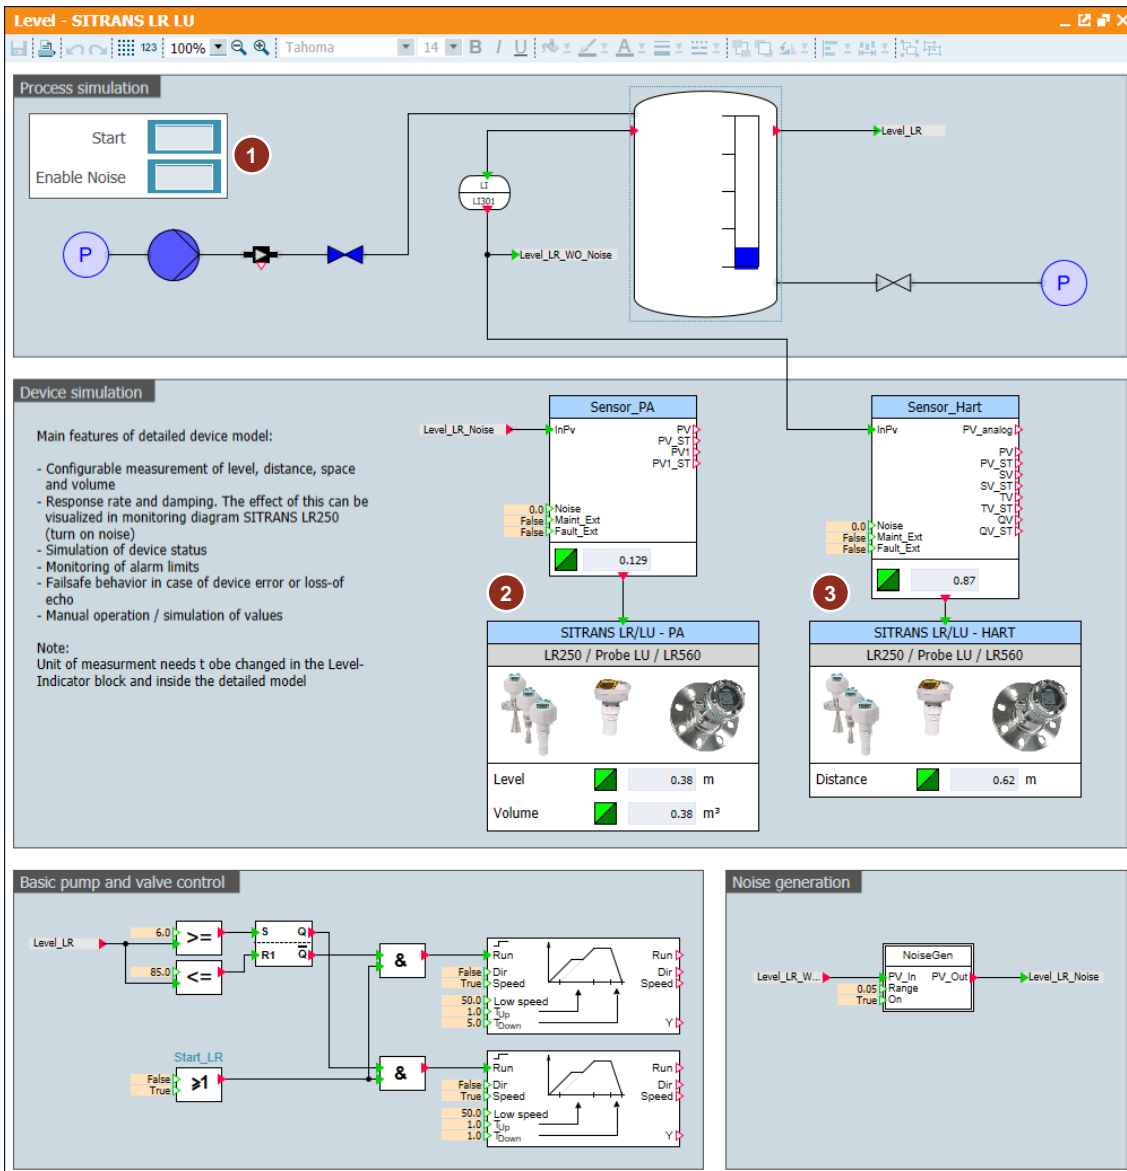 Level - SITRANS LR LU
123 100% Tahoma 14 B I U A
Process simulation
Start
Enable Noise
1
LI
LI301
Level_LR
Level_LR_WO_Noise
P
P
Device simulation
Main features of detailed device model:
- Configurable measurement of level, distance, space
and volume
- Response rate and damping. The effect of this can be
visualized in monitoring diagram SITRANS LR250
(turn on noise)
- Simulation of device status
- Monitoring of alarm limits
- Failsafe behavior in case of device error or loss-of
echo
- Manual operation / simulation of values
Note:
Unit of measurment needs t obe changed in the Level-
Indicator block and inside the detailed model
Sensor_PA
Level_LR_Noise
InPv PV
PV_ST
PV1
PV1_ST
0.0 Noise
False Maint_Ext
False Fault_Ext
0.129
2
SITRANS LR/LU - PA
LR250 / Probe LU / LR560
Level 0.38 m
Volume 0.38 m³
Sensor_Hart
InPv PV_analog
PV
PV_ST
SV
SV_ST
TV
TV_ST
QV
QV_ST
0.0 Noise
False Maint_Ext
False Fault_Ext
0.87
3
SITRANS LR/LU - HART
LR250 / Probe LU / LR560
Distance 0.62 m
Basic pump and valve control
Level_LR
6.0 >=
85.0 <=
S Q
R1 Q
&
Run Run
False Dir Dir
True Speed Speed
50.0 Low speed
1.0 TUp
5.0 TDown Y
Start_LR
False
True
≥1
&
Run Run
False Dir Dir
True Speed Speed
50.0 Low speed
1.0 TUp
1.0 TDown Y
Noise generation
NoiseGen
Level_LR_W... PV_In PV_Out Level_LR_Noise
0.05 Range
True On